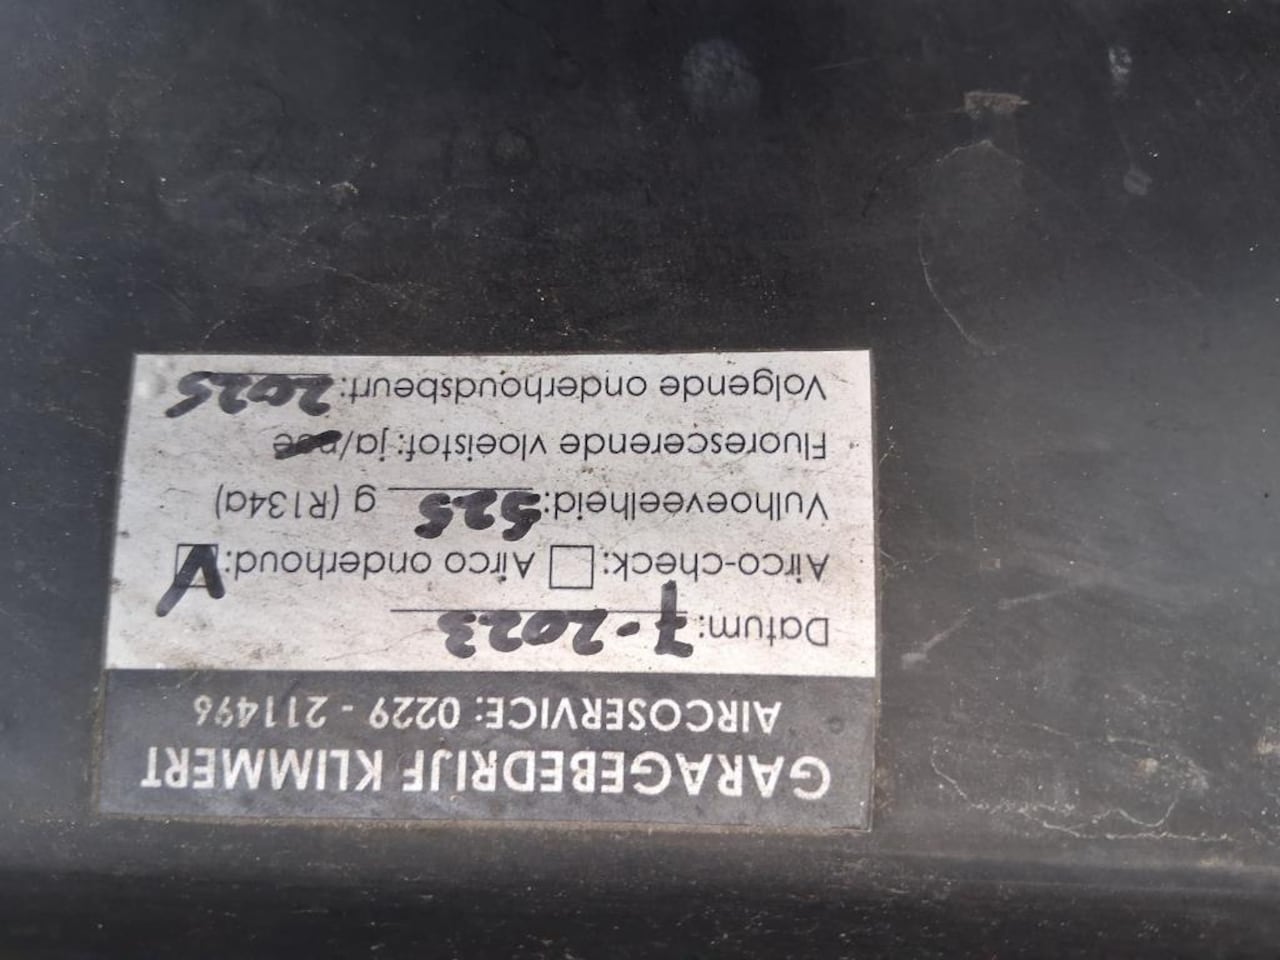 GARAGEBEDRIJF KLIMMERT
AIRCOSERVICE: 0229 - 211496
Datum: 7-2023
Airco-check: Airco onderhoud: V
Vulhoeveelheid: 525 g (R134a)
Fluorescerende vloeistof: ja/nee
Volgende onderhoudsbeurt: 2025